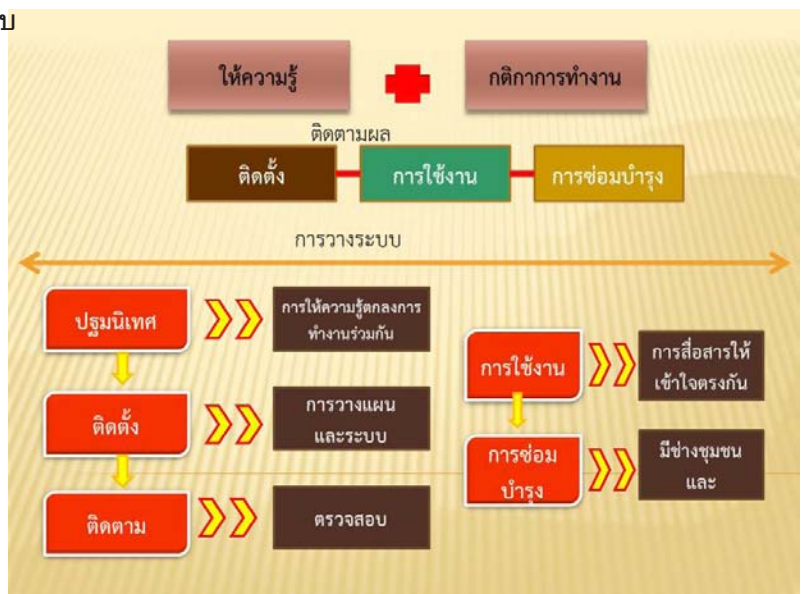 บ
ให้ความรู้
กติกาการทำงาน
ติดตามผล
ติดตั้ง
การใช้งาน
การซ่อมบำรุง
การวางระบบ
ปฐมนิเทศ
การให้ความรู้ตกลงการ
ทำงานร่วมกัน
ติดตั้ง
การวางแผน
และระบบ
ติดตาม
ตรวจสอบ
การใช้งาน
การสื่อสารให้
เข้าใจตรงกัน
การซ่อม
บำรุง
มีช่างชุมชน
และ